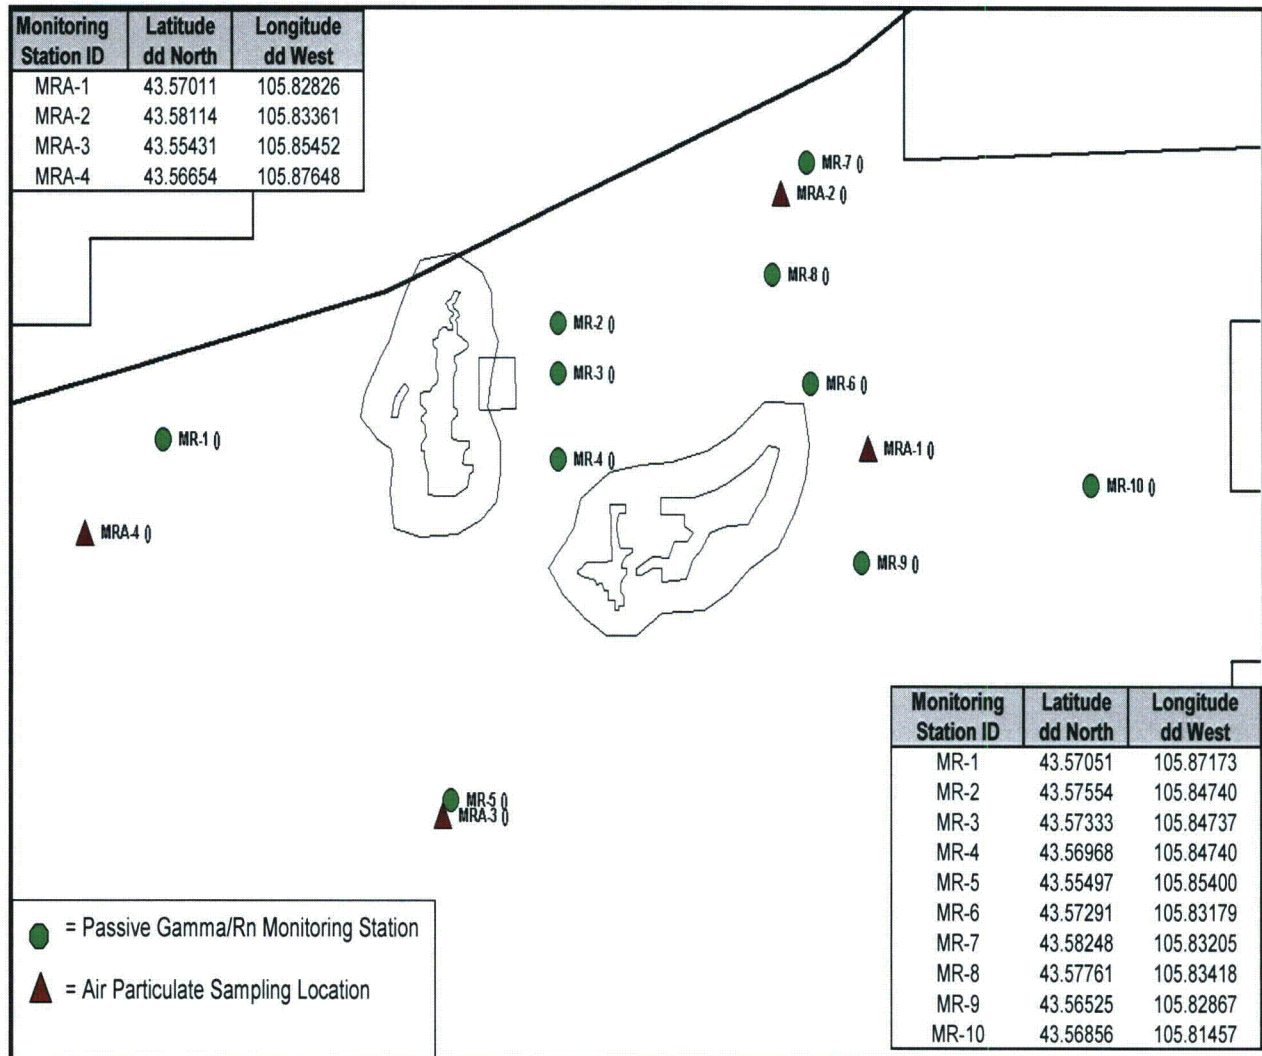 Monitoring Station ID Latitude dd North Longitude dd West
MRA-1 43.57011 105.82826
MRA-2 43.58114 105.83361
MRA-3 43.55431 105.85452
MRA-4 43.56654 105.87648
MR-7 ()
MRA-2 ()
MR-8 ()
MR-2 ()
MR-3 ()
MR-6 ()
MR-1 ()
MR-4 ()
MRA-1 ()
MR-10 ()
MRA-4 ()
MR-9 ()
MR-5 ()
MRA-3 ()
Monitoring Station ID Latitude dd North Longitude dd West
MR-1 43.57051 105.87173
MR-2 43.57554 105.84740
MR-3 43.57333 105.84737
MR-4 43.56968 105.84740
MR-5 43.55497 105.85400
MR-6 43.57291 105.83179
MR-7 43.58248 105.83205
MR-8 43.57761 105.83418
MR-9 43.56525 105.82867
MR-10 43.56856 105.81457
= Passive Gamma/Rn Monitoring Station
= Air Particulate Sampling Location